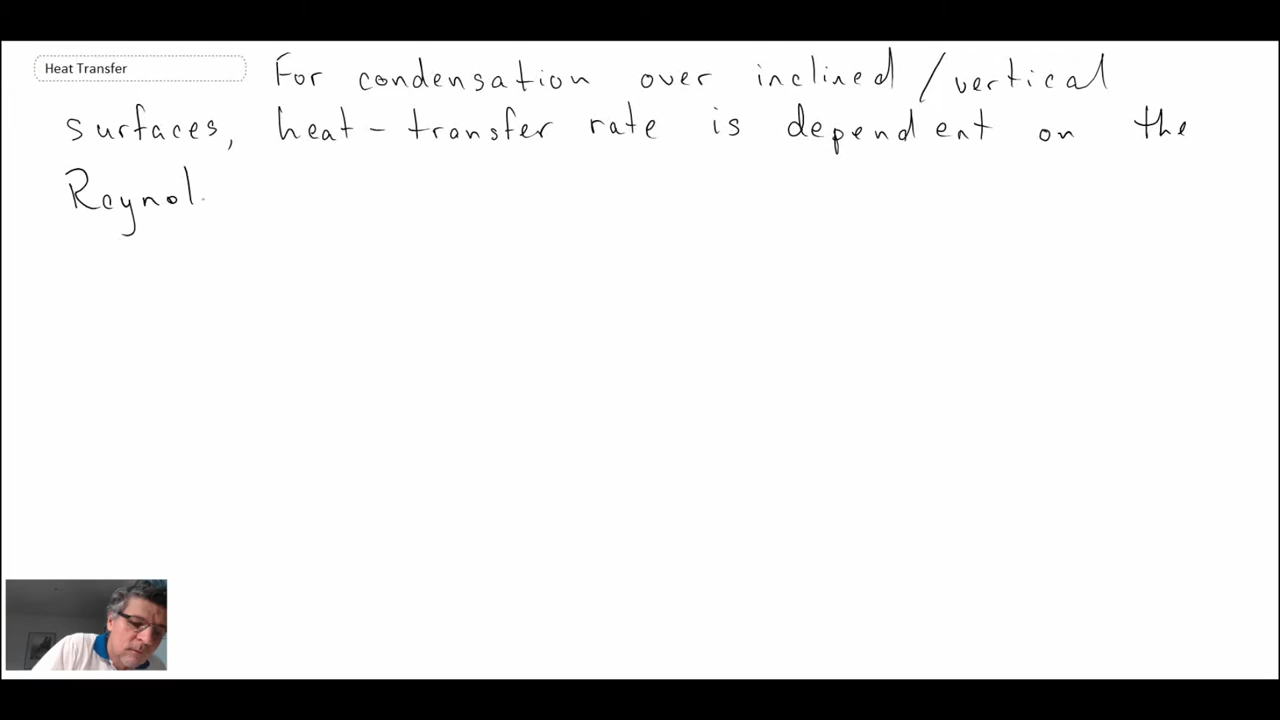 Heat Transfer
For condensation over inclined / vertical
surfaces, heat - transfer rate is dependent on the
Reynol